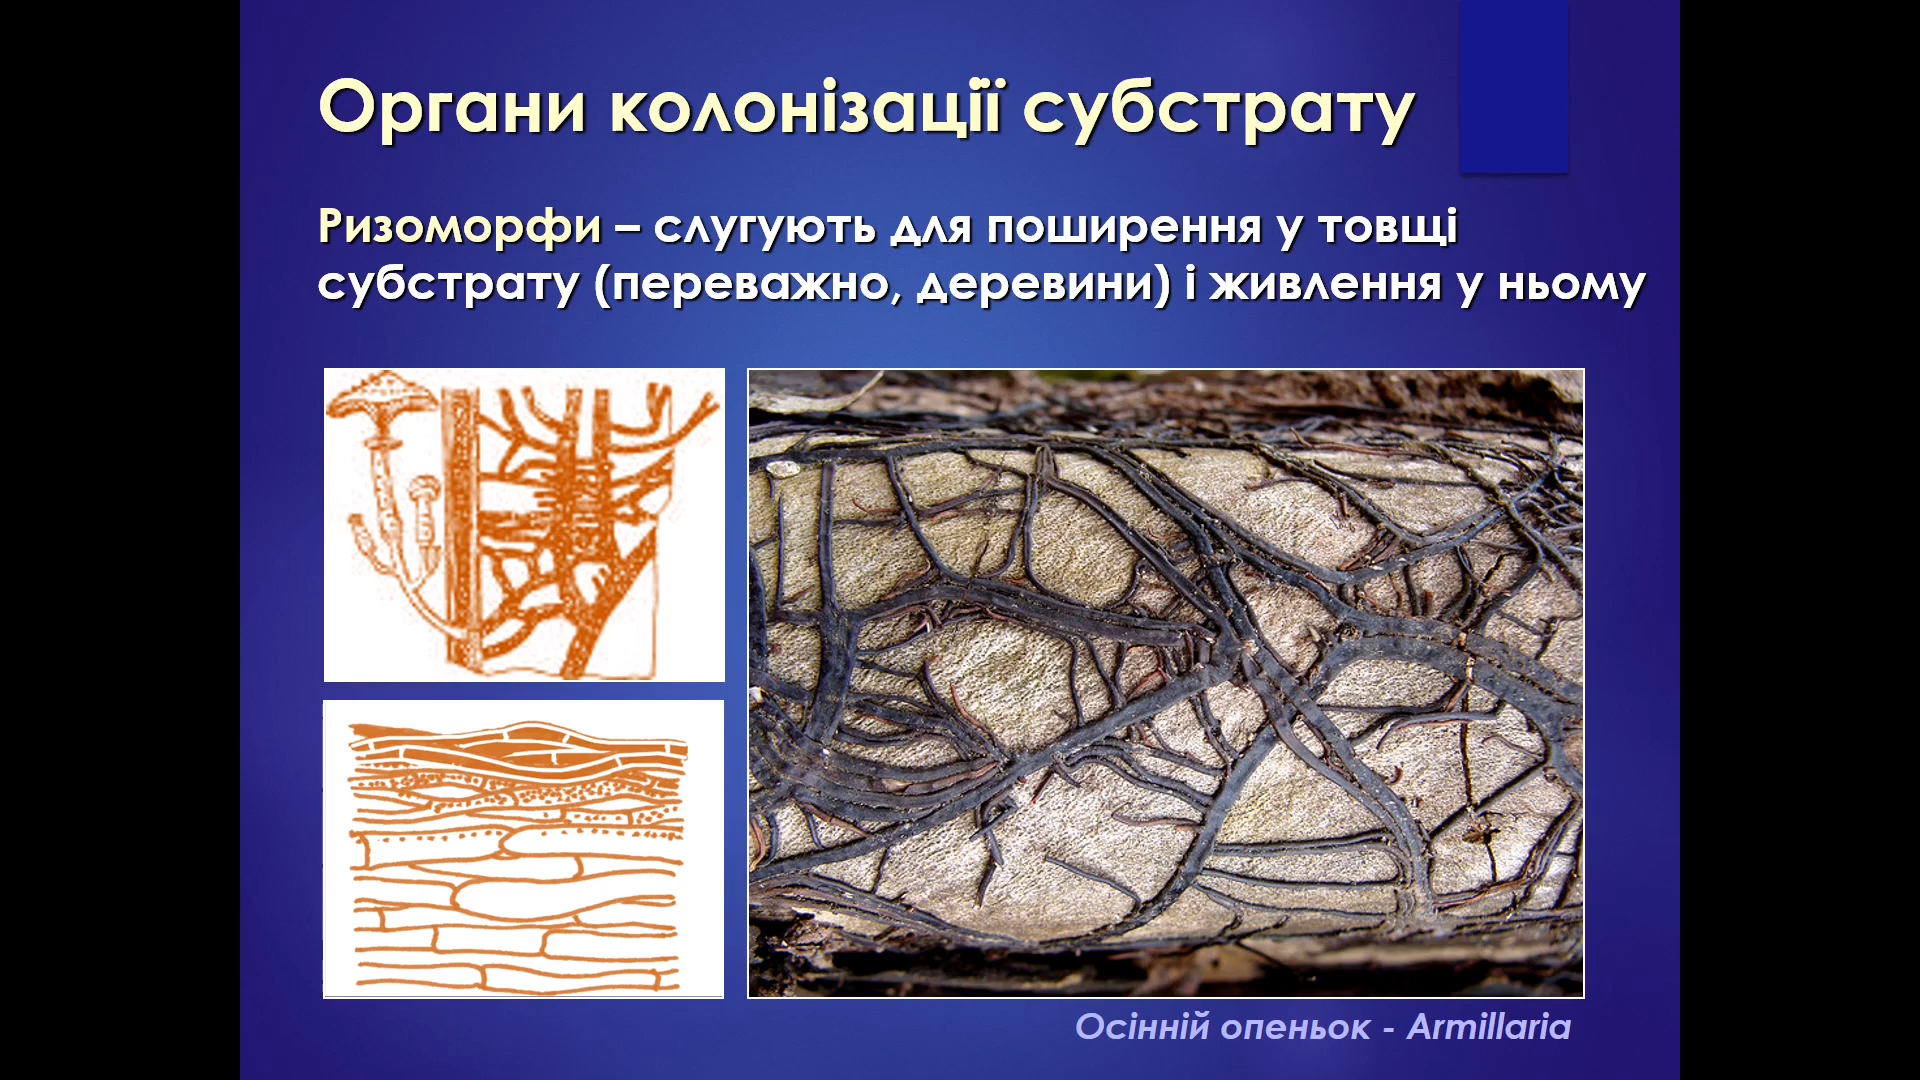 Органи колонізації субстрату
Ризоморфи – слугують для поширення у товщі
субстрату (переважно, деревини) і живлення у ньому
Осінній опеньок - Armillaria